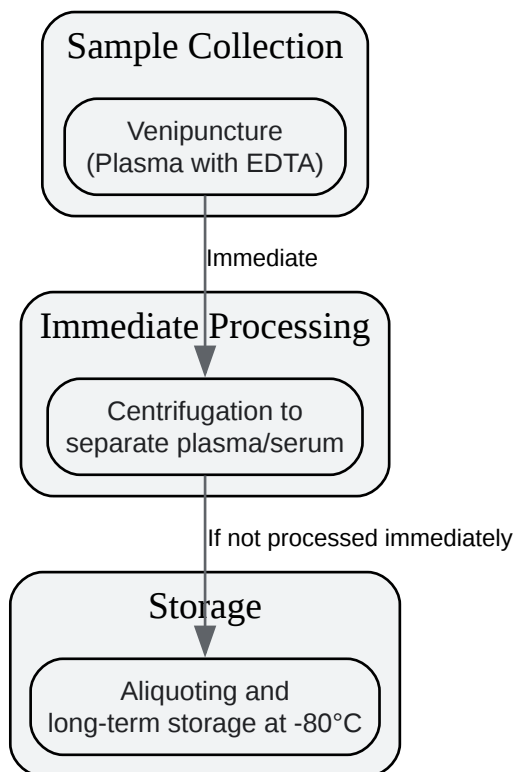 Sample Collection
Venipuncture
(Plasma with EDTA)
Immediate
Immediate Processing
Centrifugation to
separate plasma/serum
If not processed immediately
Storage
Aliquoting and
long-term storage at -80°C